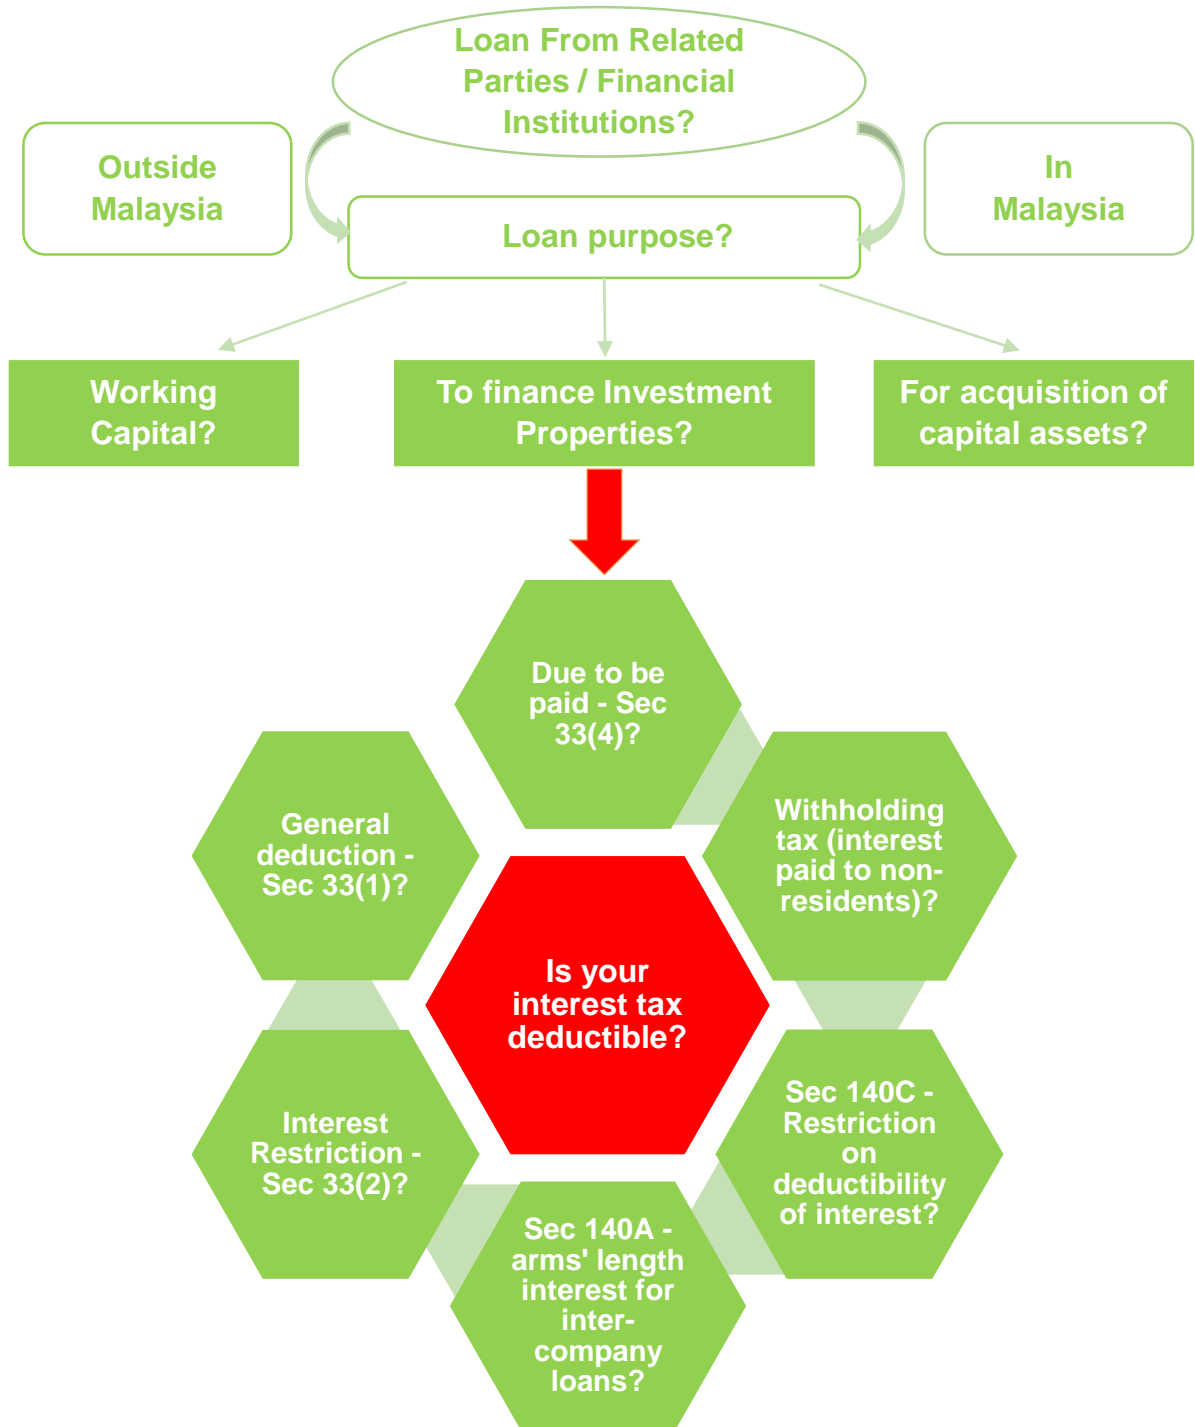 Loan From Related
Parties / Financial
Institutions?
Outside
Malaysia
In
Malaysia
Loan purpose?
Working
Capital?
To finance Investment
Properties?
For acquisition of
capital assets?
Due to be
paid - Sec
33(4)?
Withholding
tax (interest
paid to non-
residents)?
Sec 140C -
Restriction
on
deductibility
of interest?
Sec 140A -
arms' length
interest for
inter-
company
loans?
Interest
Restriction -
Sec 33(2)?
General
deduction -
Sec 33(1)?
Is your
interest tax
deductible?